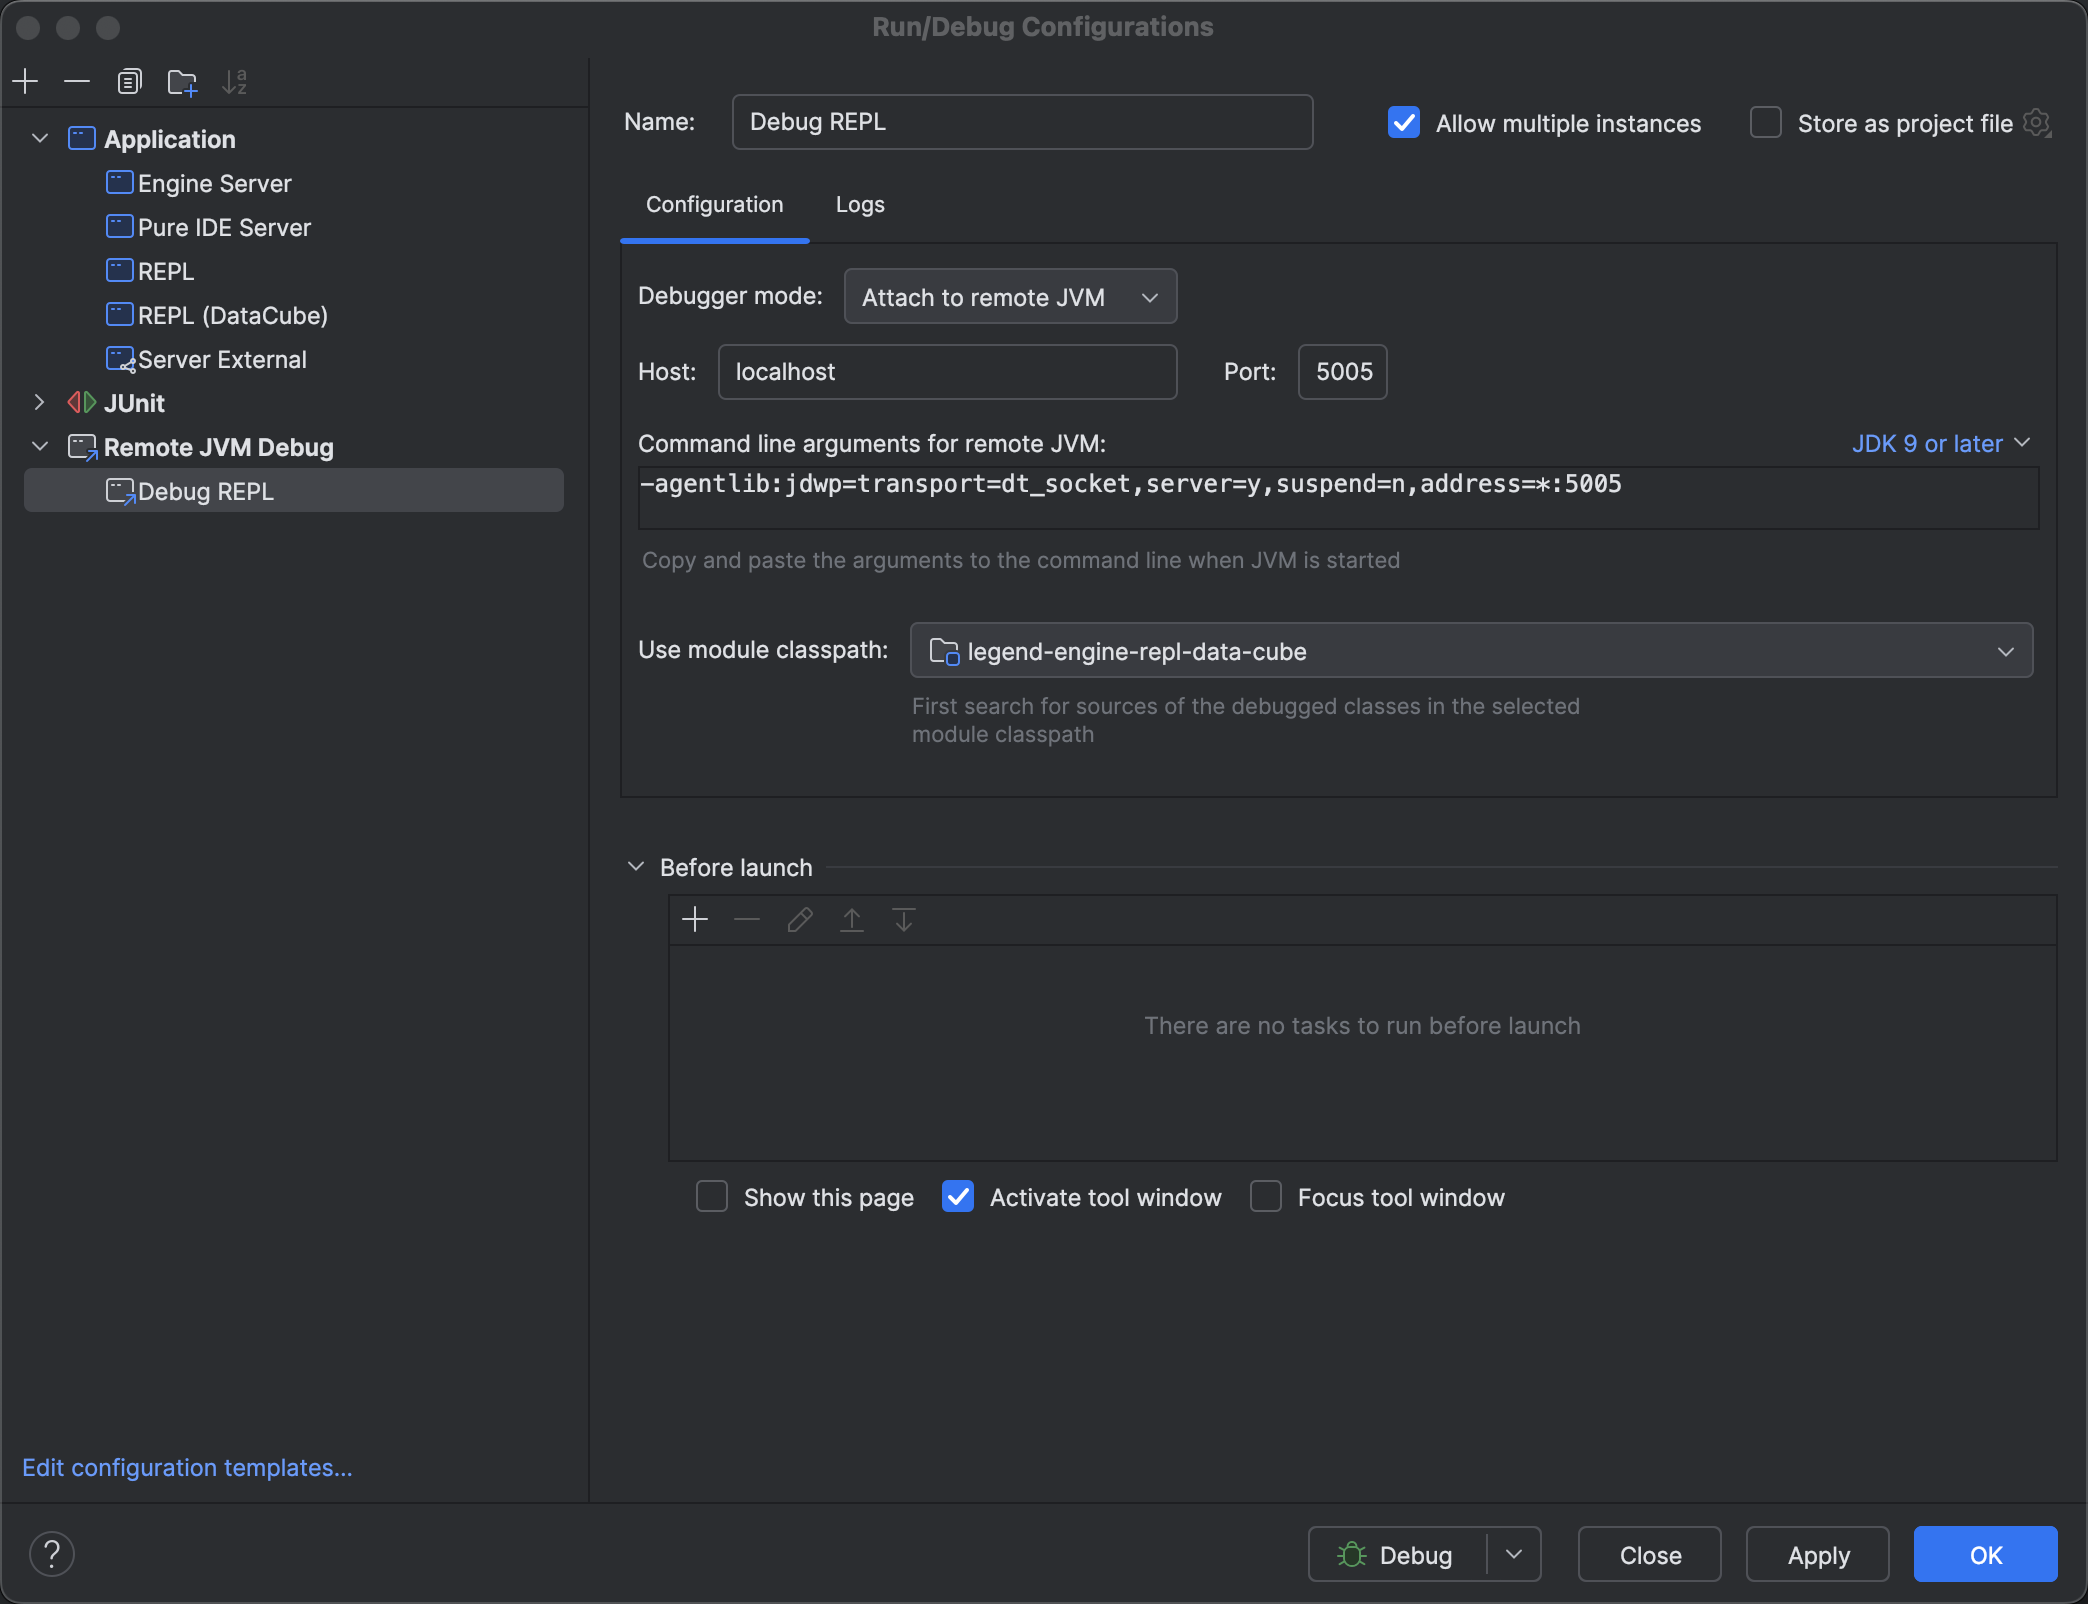 Run/Debug Configurations
Application
Engine Server
Pure IDE Server
REPL
REPL (DataCube)
Server External
JUnit
Remote JVM Debug
Debug REPL
Edit configuration templates...
Name: Debug REPL
Allow multiple instances
Store as project file
Configuration Logs
Debugger mode: Attach to remote JVM
Host: localhost Port: 5005
Command line arguments for remote JVM: JDK 9 or later
-agentlib:jdwp=transport=dt_socket,server=y,suspend=n,address=*:5005
Copy and paste the arguments to the command line when JVM is started
Use module classpath: legend-engine-repl-data-cube
First search for sources of the debugged classes in the selected
module classpath
Before launch
There are no tasks to run before launch
Show this page Activate tool window Focus tool window
? Debug Close Apply OK